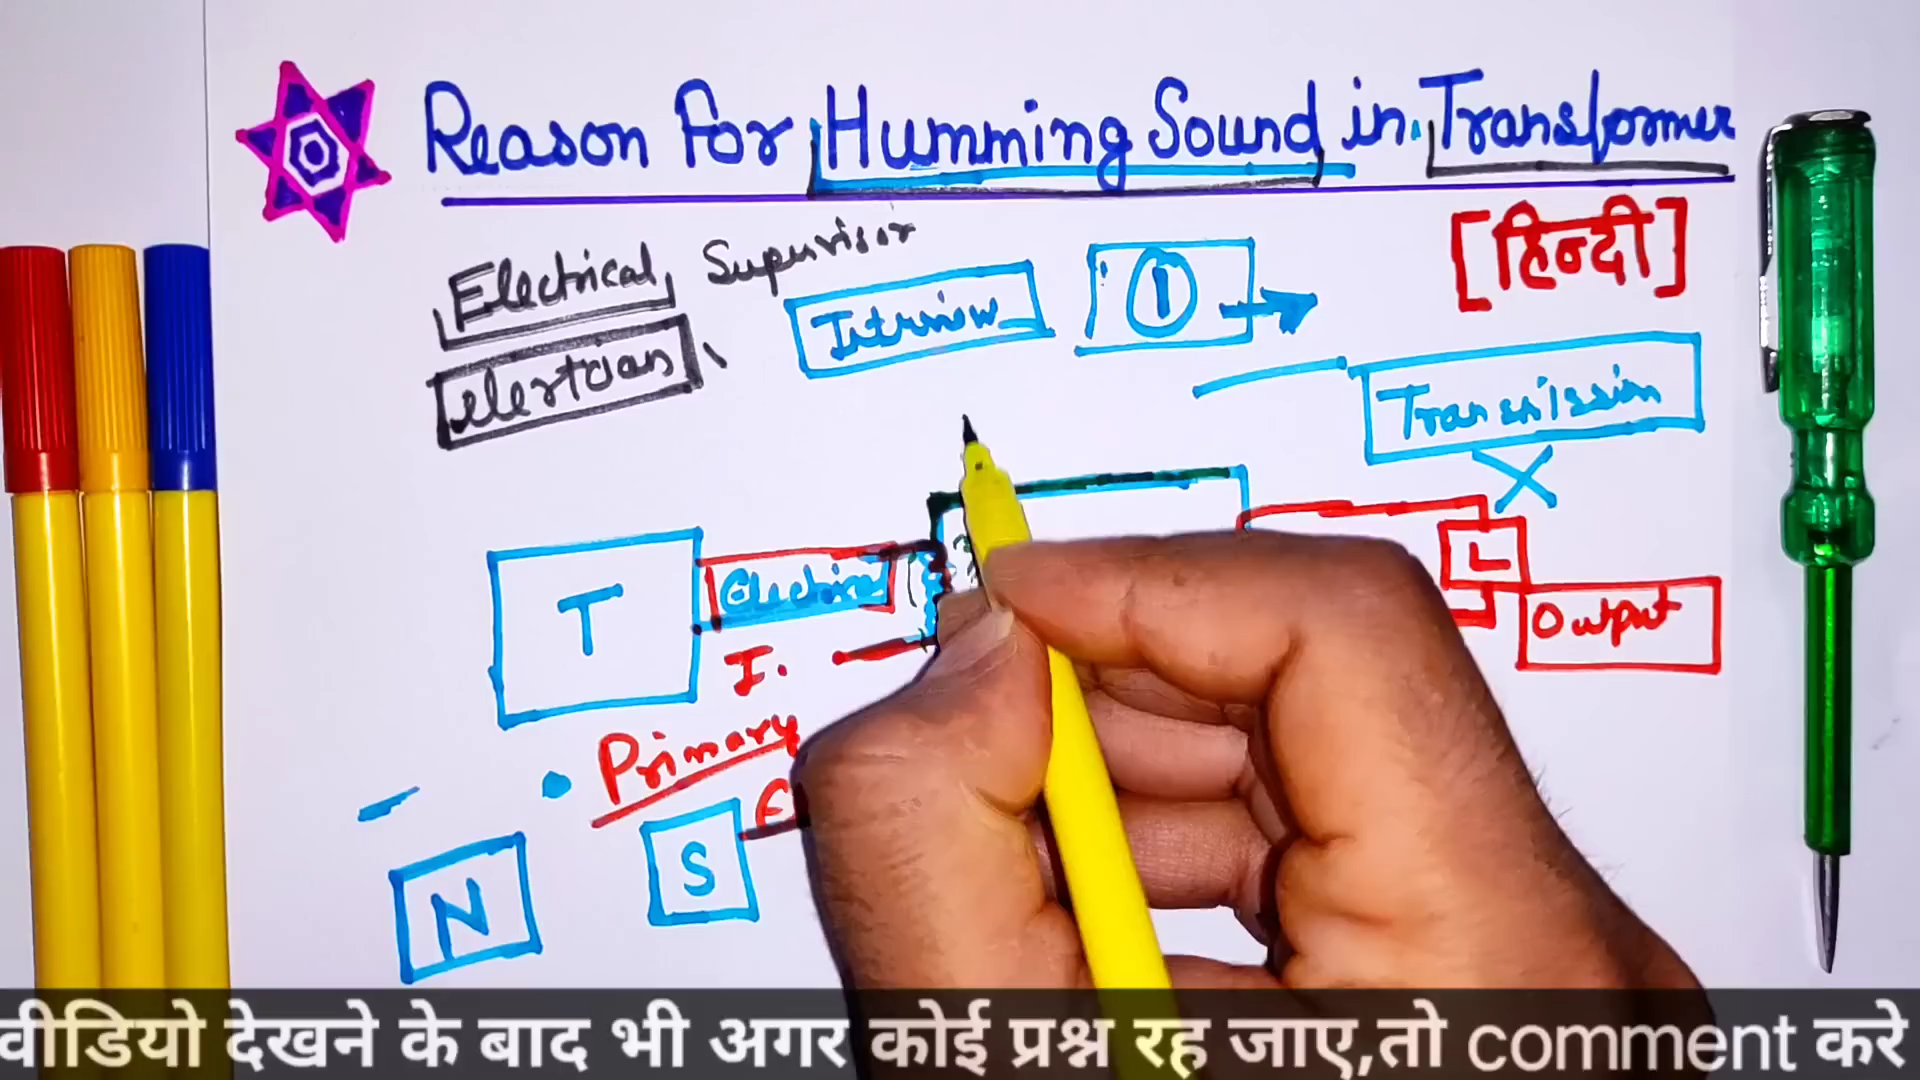 Reason For Humming Sound in Transformer
[हिन्दी]
Electrical Supervisor
Interview 1
Transmission
T
Electrical
I.
L
Output
Primary
S
N
वीडियो देखने के बाद भी अगर कोई प्रश्न रह जाए,तो comment करे